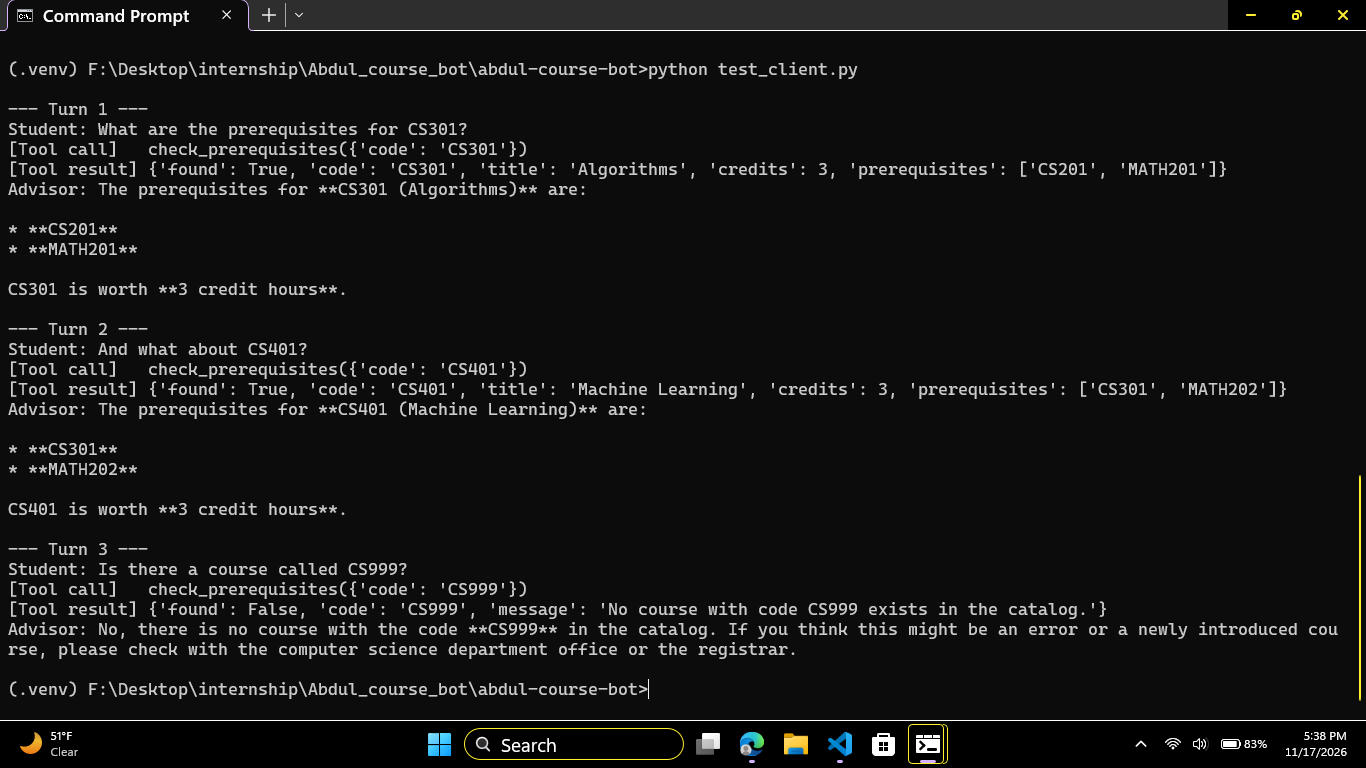 Command Prompt
(.venv) F:\Desktop\internship\Abdul_course_bot\abdul-course-bot>python test_client.py
--- Turn 1 ---
Student: What are the prerequisites for CS301?
[Tool call]   check_prerequisites({'code': 'CS301'})
[Tool result] {'found': True, 'code': 'CS301', 'title': 'Algorithms', 'credits': 3, 'prerequisites': ['CS201', 'MATH201']}
Advisor: The prerequisites for **CS301 (Algorithms)** are:
* **CS201**
* **MATH201**
CS301 is worth **3 credit hours**.
--- Turn 2 ---
Student: And what about CS401?
[Tool call]   check_prerequisites({'code': 'CS401'})
[Tool result] {'found': True, 'code': 'CS401', 'title': 'Machine Learning', 'credits': 3, 'prerequisites': ['CS301', 'MATH202']}
Advisor: The prerequisites for **CS401 (Machine Learning)** are:
* **CS301**
* **MATH202**
CS401 is worth **3 credit hours**.
--- Turn 3 ---
Student: Is there a course called CS999?
[Tool call]   check_prerequisites({'code': 'CS999'})
[Tool result] {'found': False, 'code': 'CS999', 'message': 'No course with code CS999 exists in the catalog.'}
Advisor: No, there is no course with the code **CS999** in the catalog. If you think this might be an error or a newly introduced cou
rse, please check with the computer science department office or the registrar.
(.venv) F:\Desktop\internship\Abdul_course_bot\abdul-course-bot>
51°F
Clear
Search
83%
5:38 PM
11/17/2026